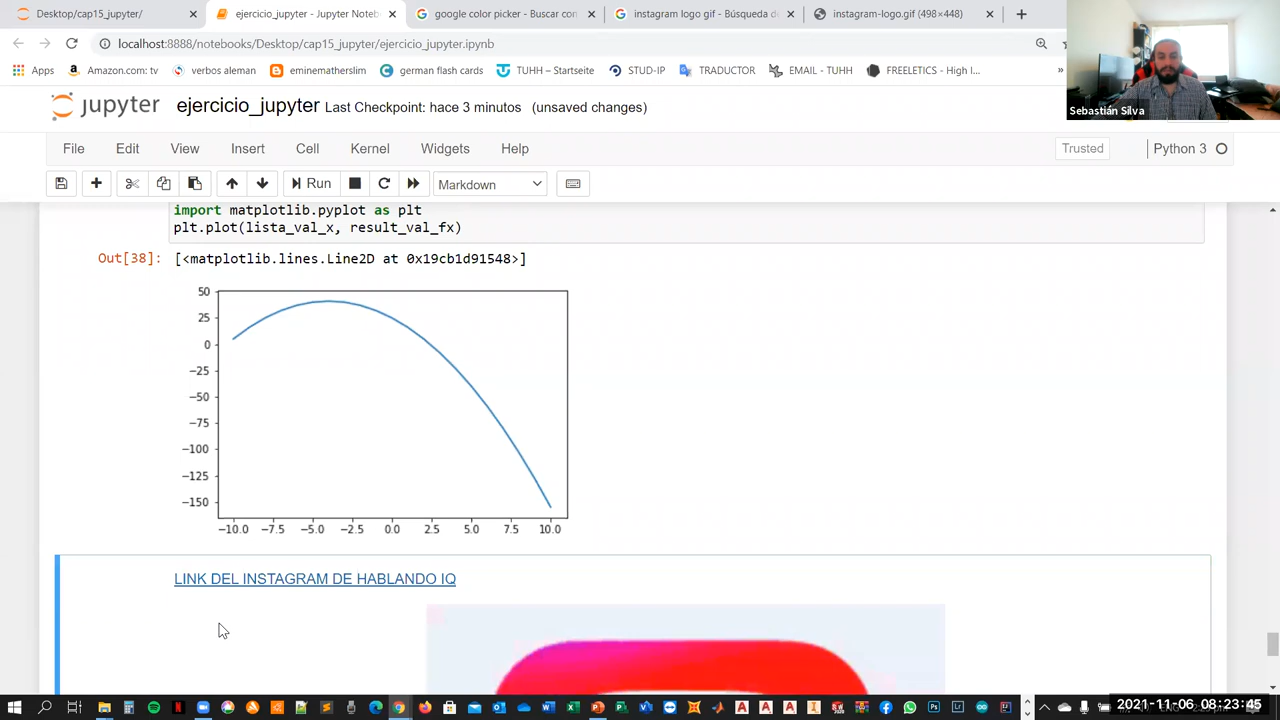 Desktop/cap15_jupyter/
ejercicio_jupyter - Jupyter Noteb
google color picker - Buscar con
instagram logo gif - Búsqueda d
instagram-logo.gif (498×448)
localhost:8888/notebooks/Desktop/cap15_jupyter/ejercicio_jupyter.ipynb
Apps
Amazon.com: tv
verbos aleman
eminematherslim
german flash cards
TUHH – Startseite
STUD-IP
TRADUCTOR
EMAIL - TUHH
FREELETICS - High I...
»
Sebastián Silva
jupyter
ejercicio_jupyter Last Checkpoint: hace 3 minutos (unsaved changes)
File Edit View Insert Cell Kernel Widgets Help
Trusted
Python 3
Run
Markdown
import matplotlib.pyplot as plt
plt.plot(lista_val_x, result_val_fx)
Out[38]: [<matplotlib.lines.Line2D at 0x19cb1d91548>]
50
25
0
−25
−50
−75
−100
−125
−150
−10.0 −7.5 −5.0 −2.5 0.0 2.5 5.0 7.5 10.0
LINK DEL INSTAGRAM DE HABLANDO IQ
2021-11-06 08:23:45